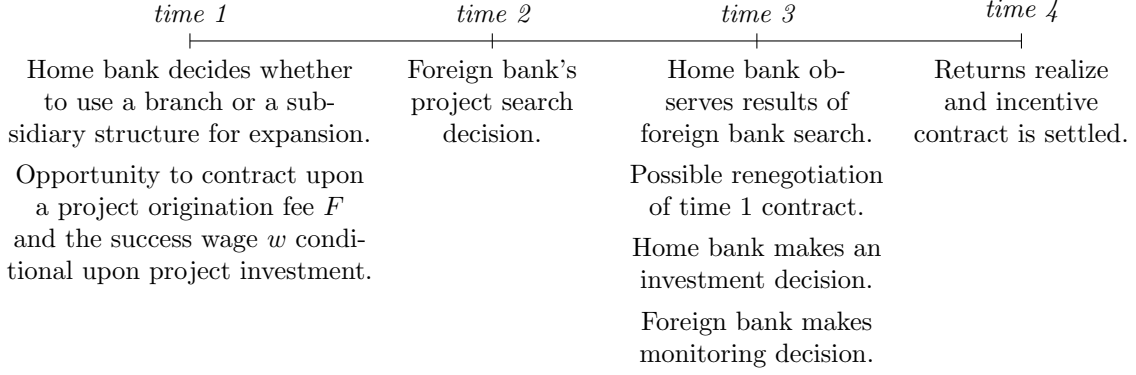 time 1
time 2
time 3
time 4
Home bank decides whether
to use a branch or a sub-
sidiary structure for expansion.
Opportunity to contract upon
a project origination fee F
and the success wage w condi-
tional upon project investment.
Foreign bank's
project search
decision.
Home bank ob-
serves results of
foreign bank search.
Possible renegotiation
of time 1 contract.
Home bank makes an
investment decision.
Foreign bank makes
monitoring decision.
Returns realize
and incentive
contract is settled.